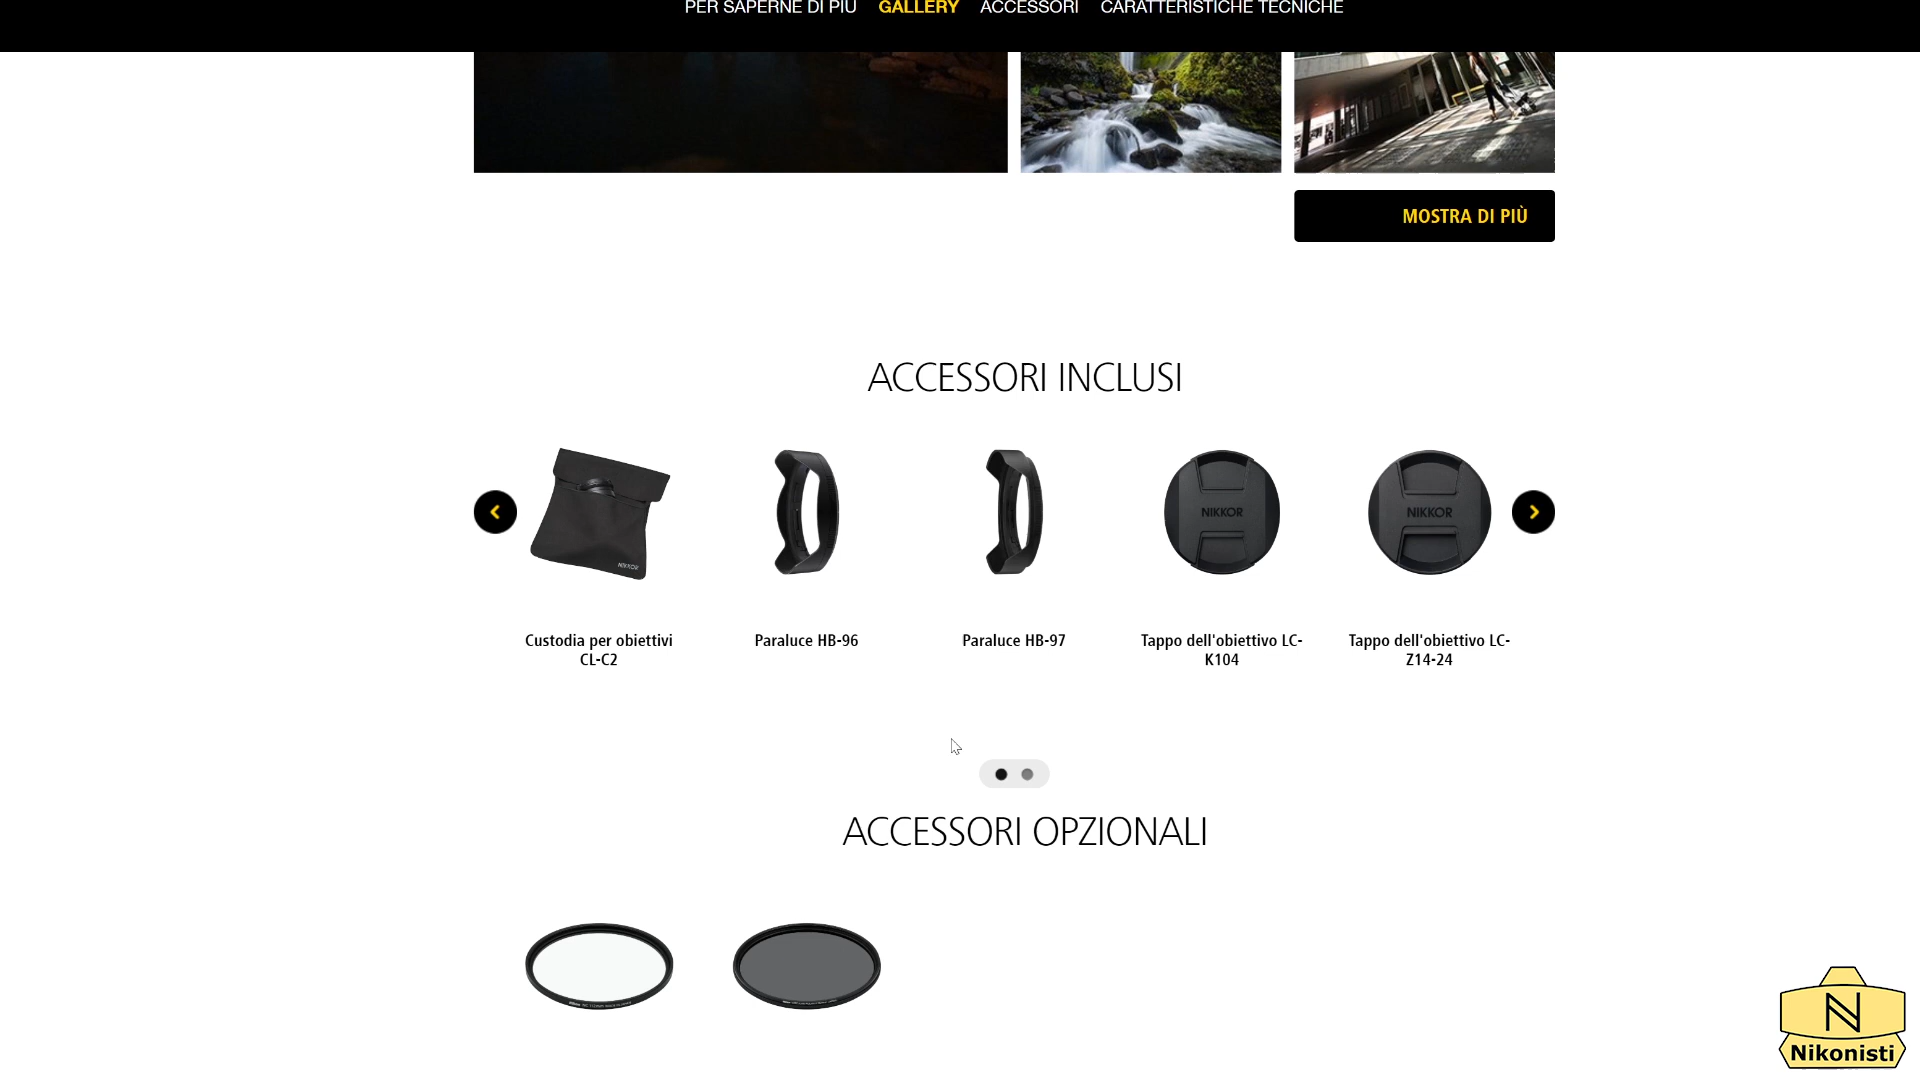 PER SAPERNE DI PIÙ GALLERY ACCESSORI CARATTERISTICHE TECNICHE
MOSTRA DI PIÙ
ACCESSORI INCLUSI
NIKKOR
NIKKOR
NIKKOR
Custodia per obiettivi
CL-C2
Paraluce HB-96
Paraluce HB-97
Tappo dell'obiettivo LC-
K104
Tappo dell'obiettivo LC-
Z14-24
ACCESSORI OPZIONALI
N
Nikonisti